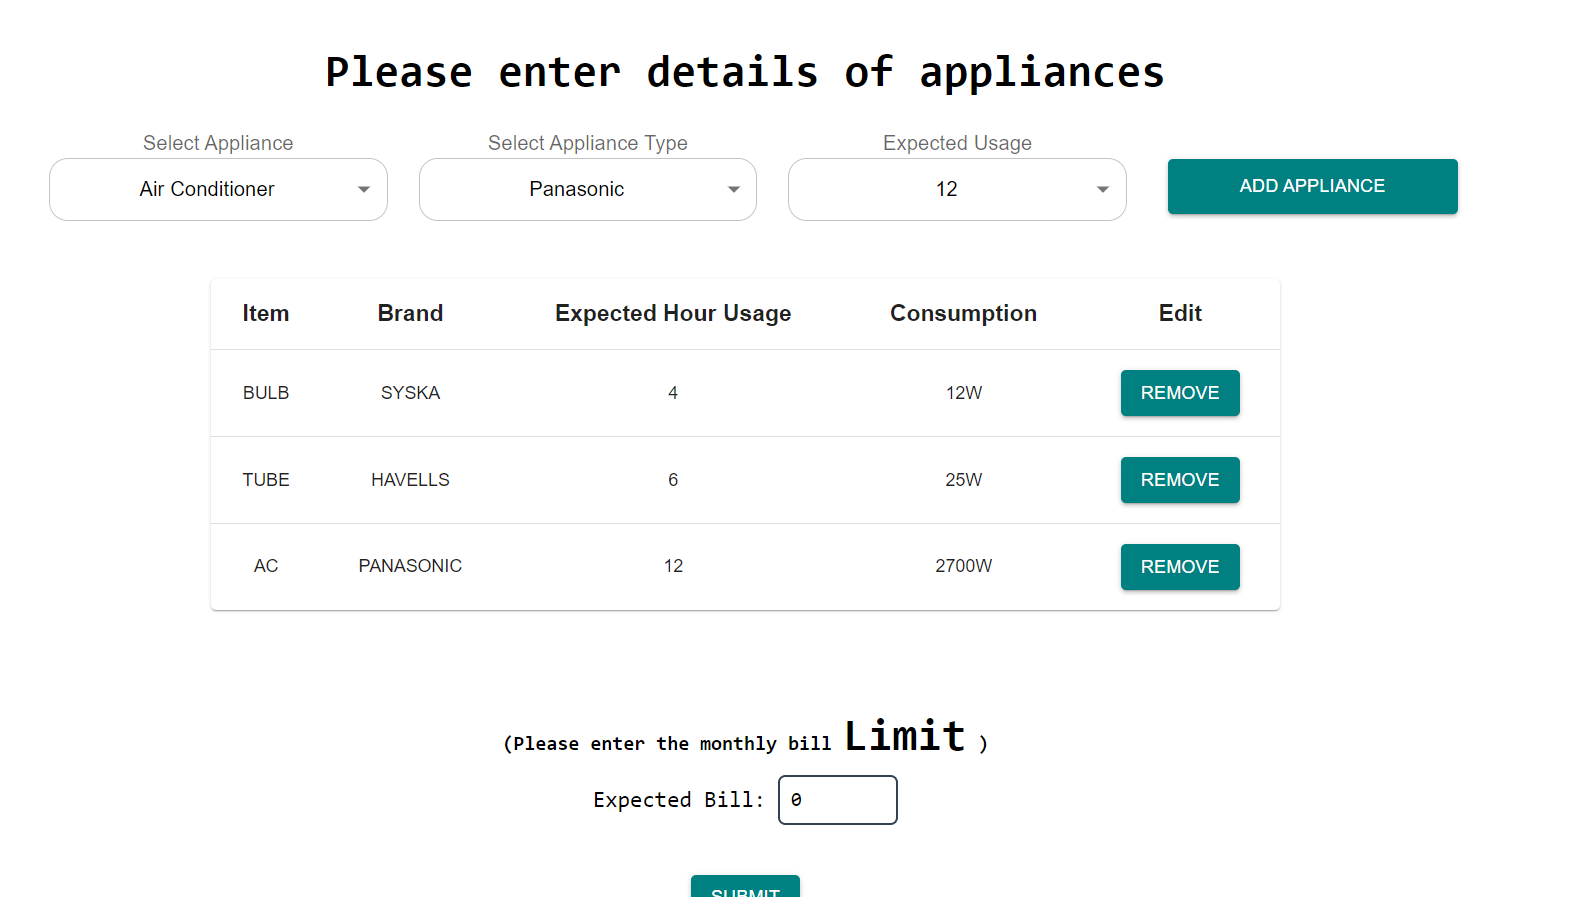 Please enter details of appliances
Select Appliance Select Appliance Type Expected Usage
Air Conditioner Panasonic 12 ADD APPLIANCE
Item Brand Expected Hour Usage Consumption Edit
BULB SYSKA 4 12W REMOVE
TUBE HAVELLS 6 25W REMOVE
AC PANASONIC 12 2700W REMOVE
(Please enter the monthly bill Limit )
Expected Bill: 0
SUBMIT